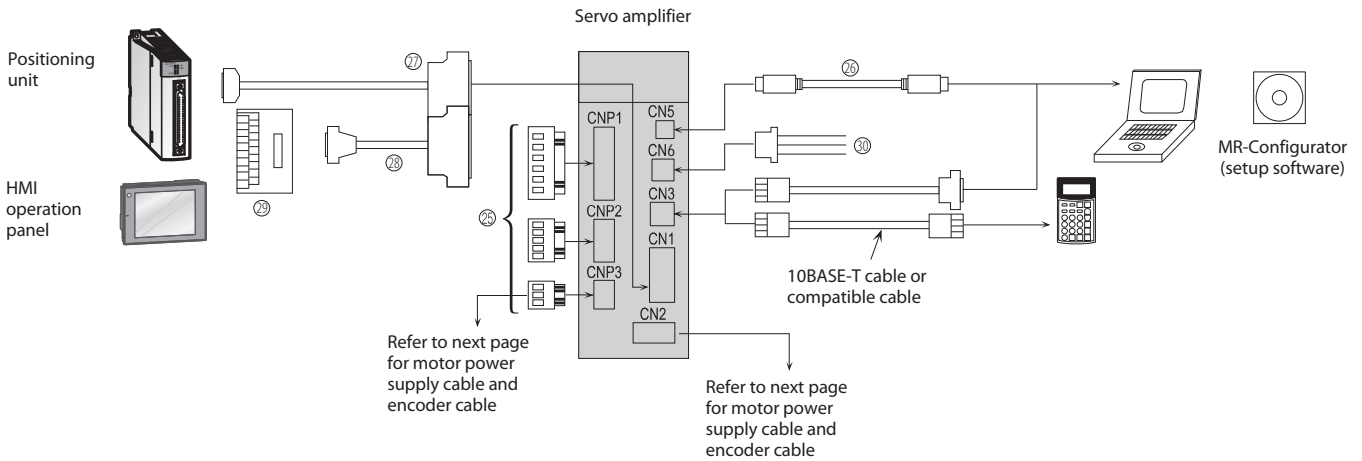 Servo amplifier
Positioning
unit
HMI
operation
panel
㉗
㉘
㉙
㉕
CNP1
CNP2
CNP3
CN5
CN6
CN3
CN1
CN2
㉖
㉚
MR-Configurator
(setup software)
10BASE-T cable or
compatible cable
Refer to next page
for motor power
supply cable and
encoder cable
Refer to next page
for motor power
supply cable and
encoder cable